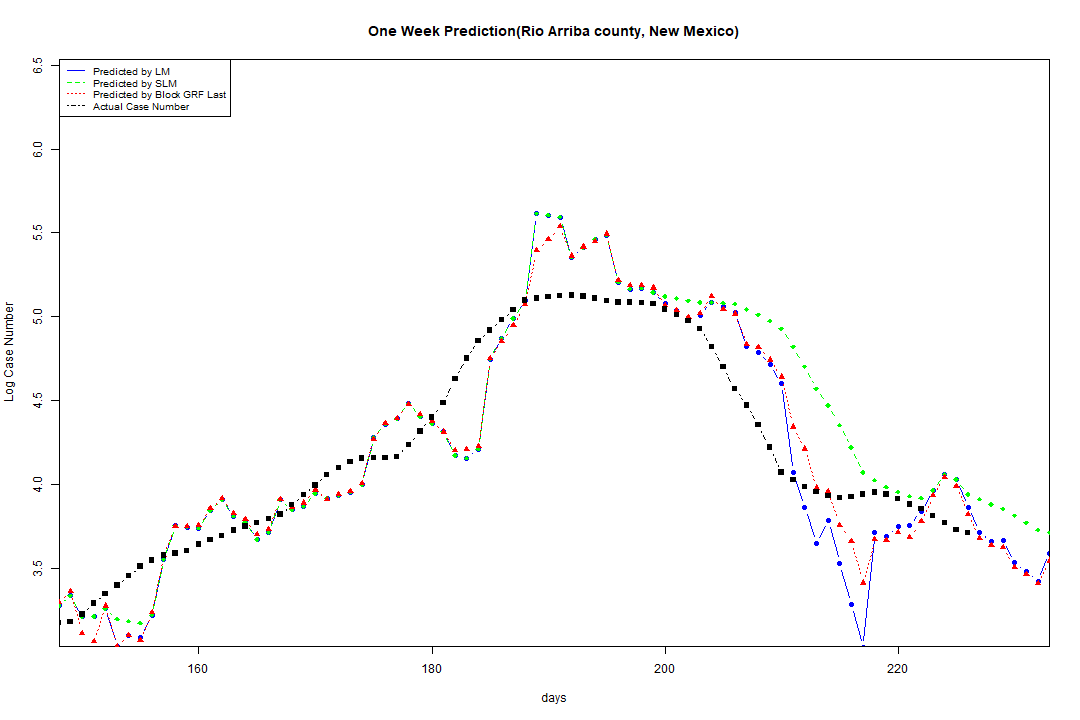 One Week Prediction(Rio Arriba county, New Mexico)
Predicted by LM
Predicted by SLM
Predicted by Block GRF Last
Actual Case Number
6.5
6.0
5.5
5.0
4.5
4.0
3.5
Log Case Number
160 180 200 220
days